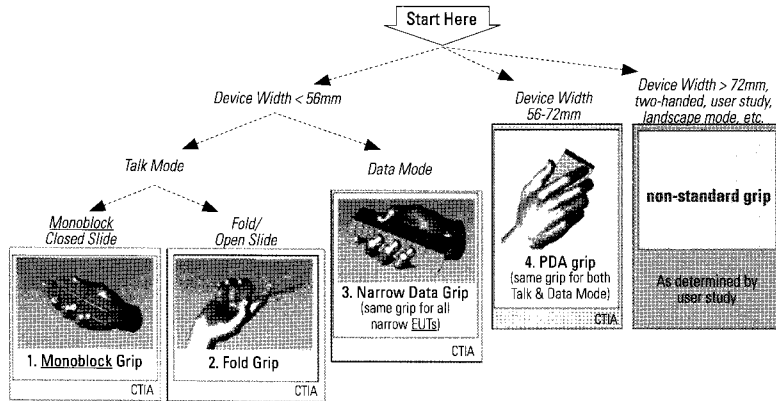 Start Here
Device Width < 56mm
Device Width
56-72mm
Device Width > 72mm,
two-handed, user study,
landscape mode, etc.
Talk Mode
Data Mode
Monoblock
Closed Slide
Fold/
Open Slide
1. Monoblock Grip
CTIA
2. Fold Grip
CTIA
3. Narrow Data Grip
(same grip for all
narrow EUTs)
CTIA
4. PDA grip
(same grip for both
Talk & Data Mode)
CTIA
non-standard grip
As determined by
user study